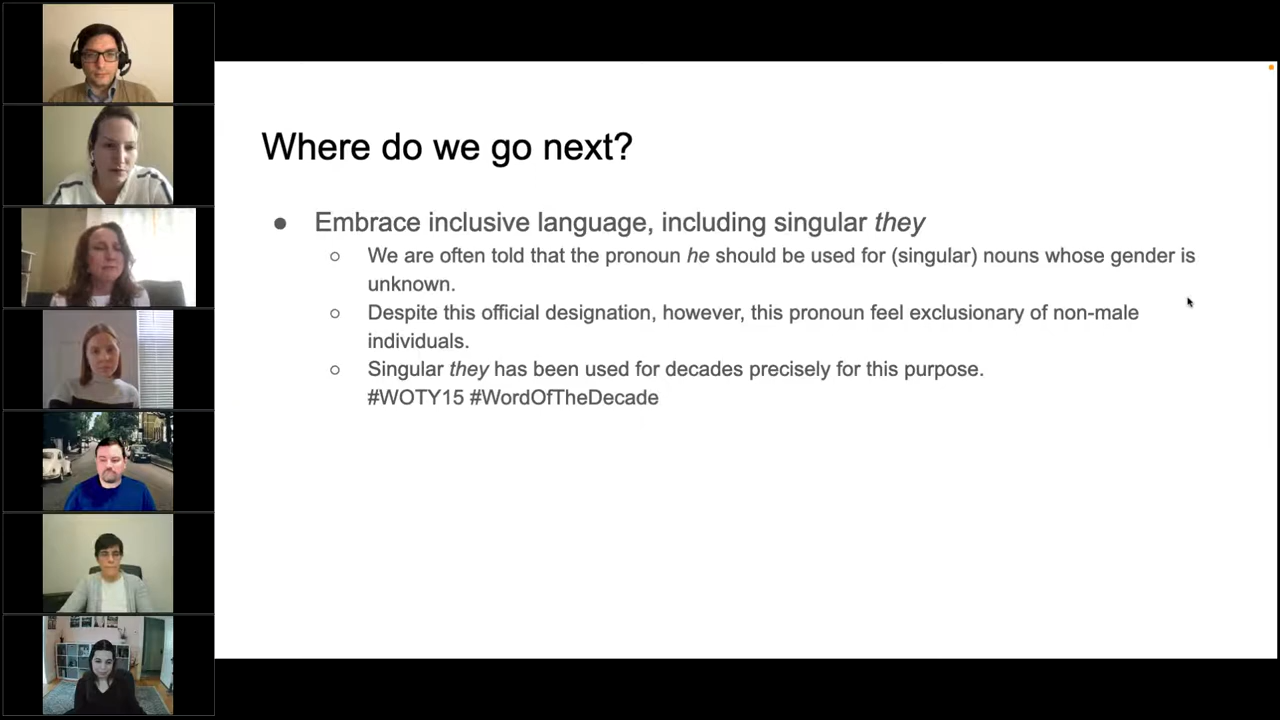 Where do we go next?
● Embrace inclusive language, including singular they
○ We are often told that the pronoun he should be used for (singular) nouns whose gender is
unknown.
○ Despite this official designation, however, this pronoun feel exclusionary of non-male
individuals.
○ Singular they has been used for decades precisely for this purpose.
#WOTY15 #WordOfTheDecade